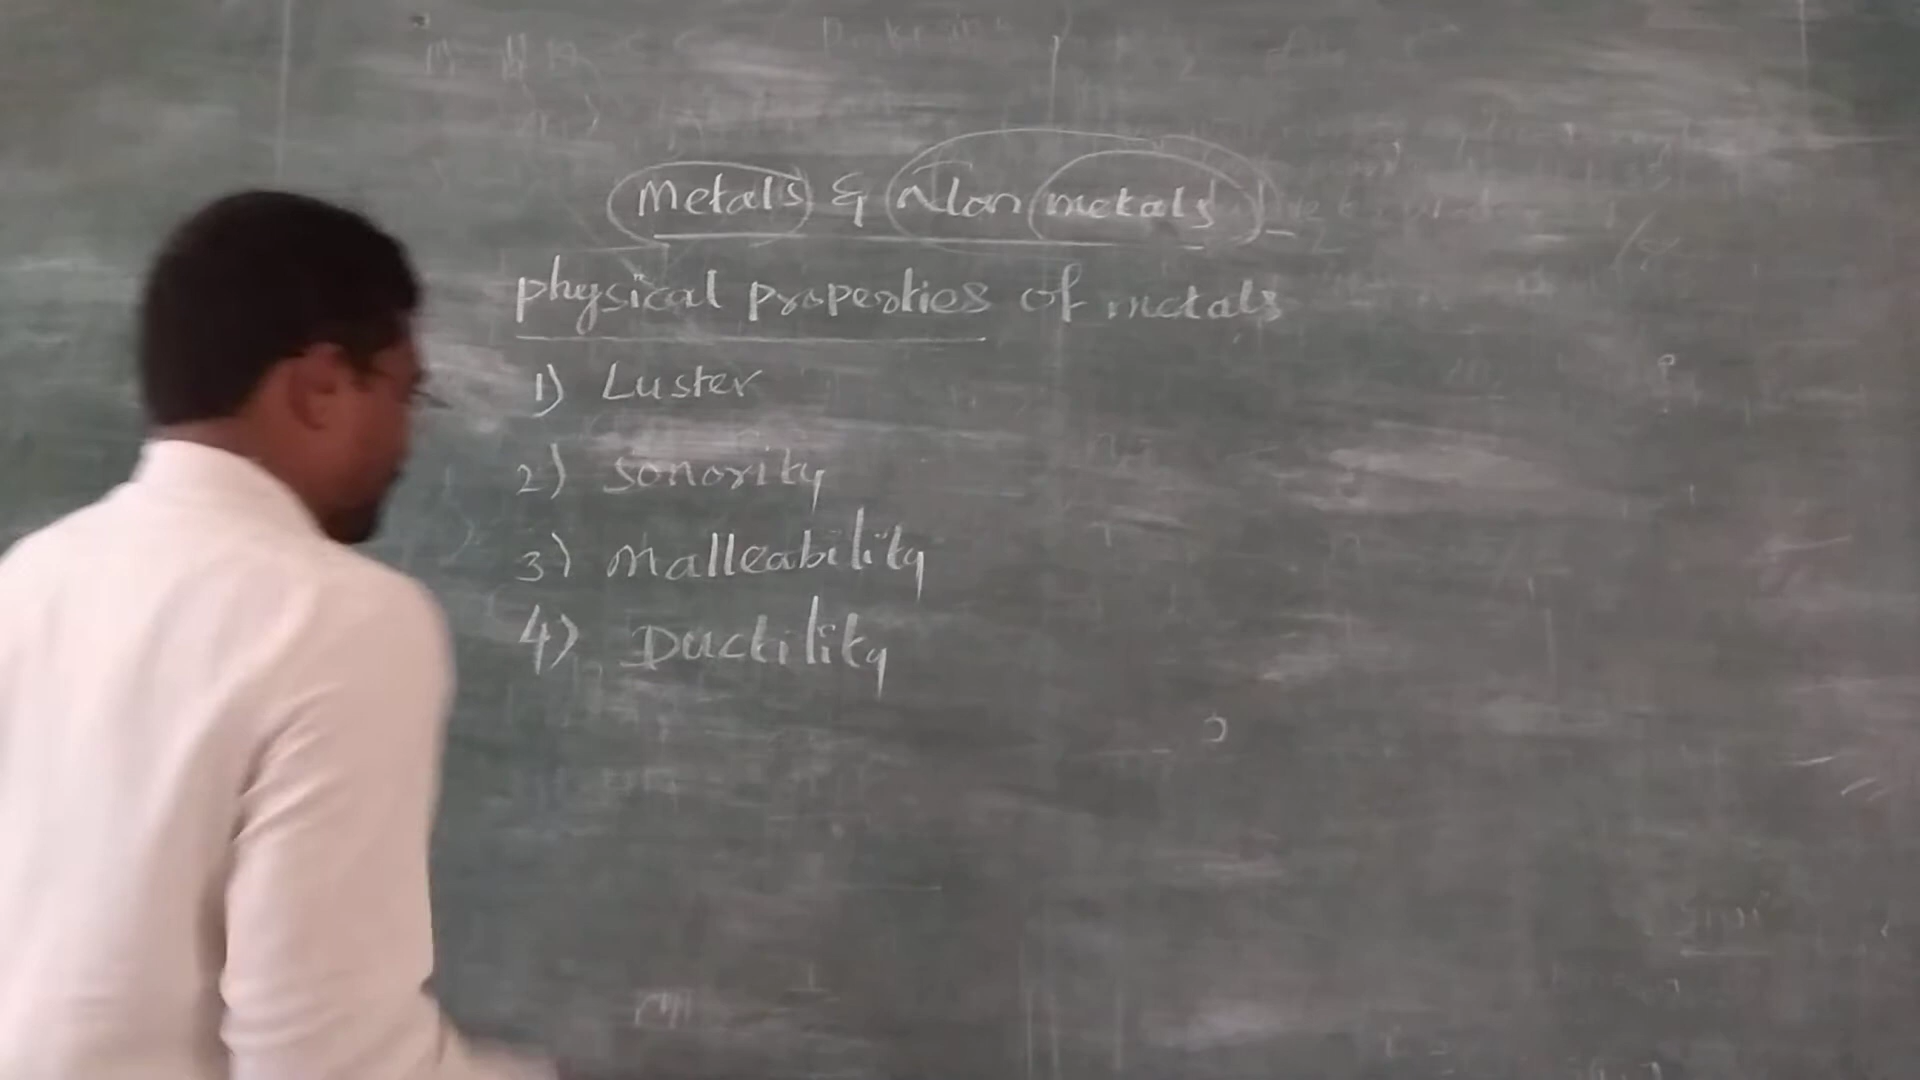 Metals & Non metals
physical properties of metals
1) Luster
2) Sonority
3) Malleability
4) Ductility